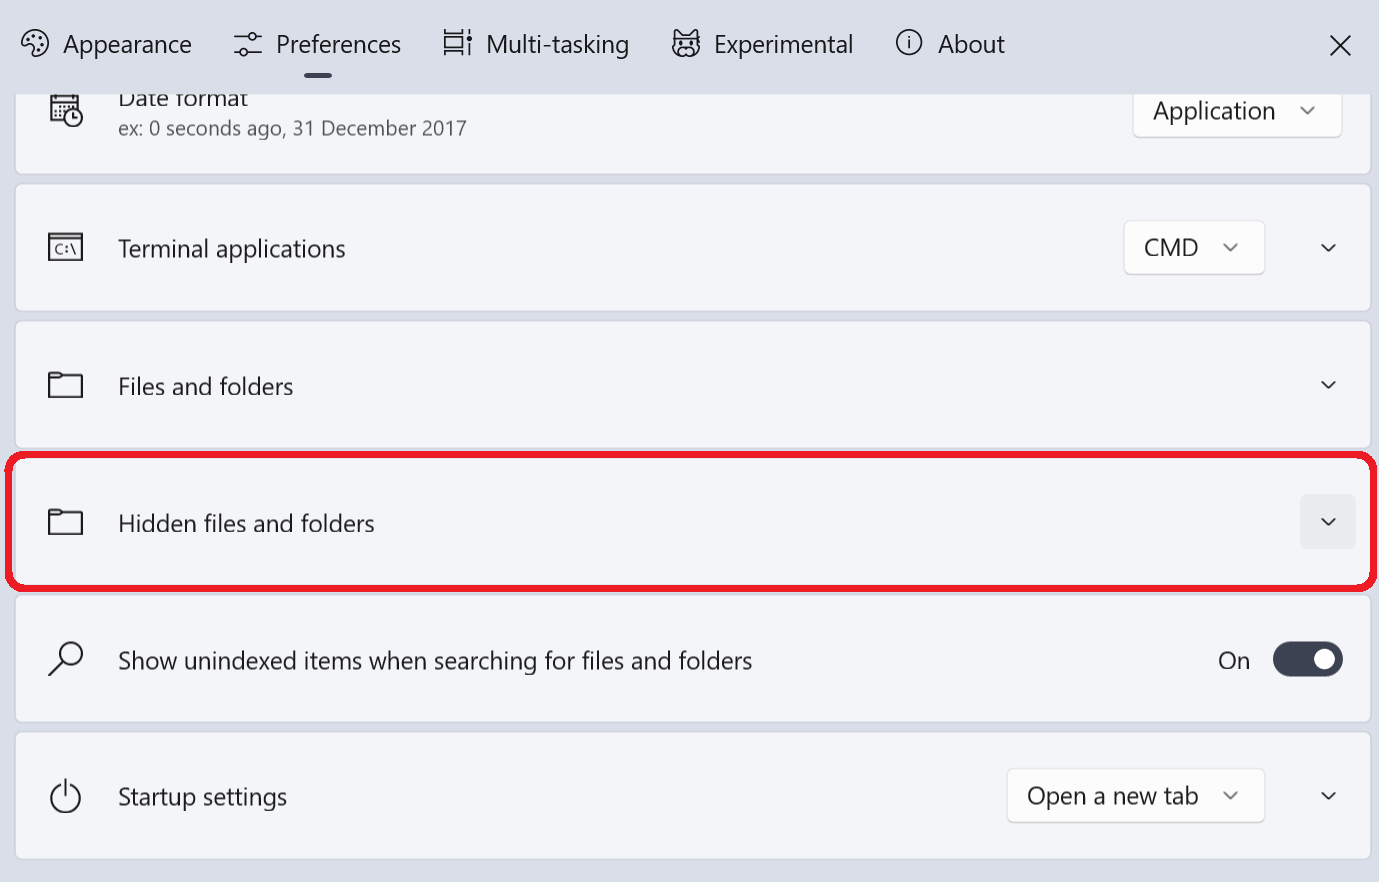 Appearance
Preferences
Multi-tasking
Experimental
About
Date format
ex: 0 seconds ago, 31 December 2017
Application
C:\
Terminal applications
CMD
Files and folders
Hidden files and folders
Show unindexed items when searching for files and folders
On
Startup settings
Open a new tab